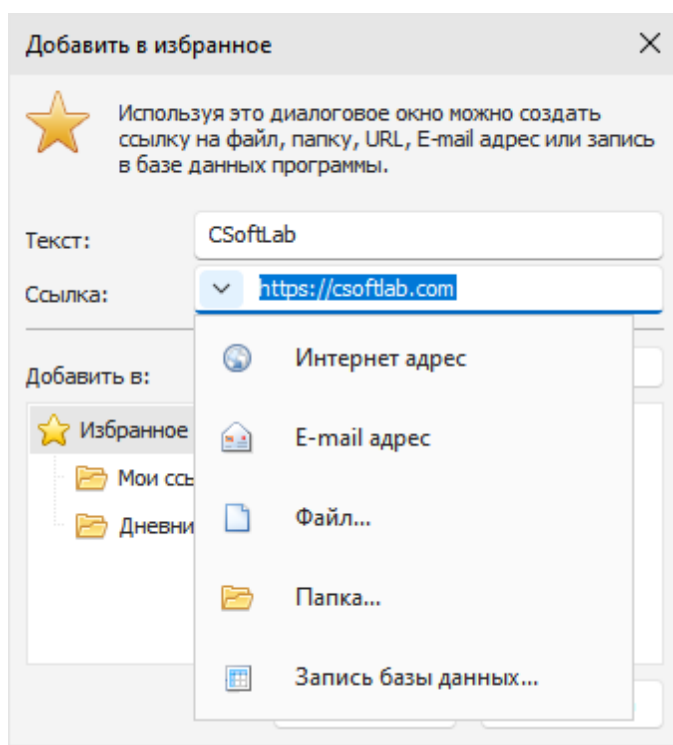 Добавить в избранное
Используя это диалоговое окно можно создать
ссылку на файл, папку, URL, E-mail адрес или запись
в базе данных программы.
Текст: CSoftLab
Ссылка: https://csoftlab.com
Интернет адрес
Добавить в:
Избранное
E-mail адрес
Мои
Файл...
Папка...
Запись базы данных...